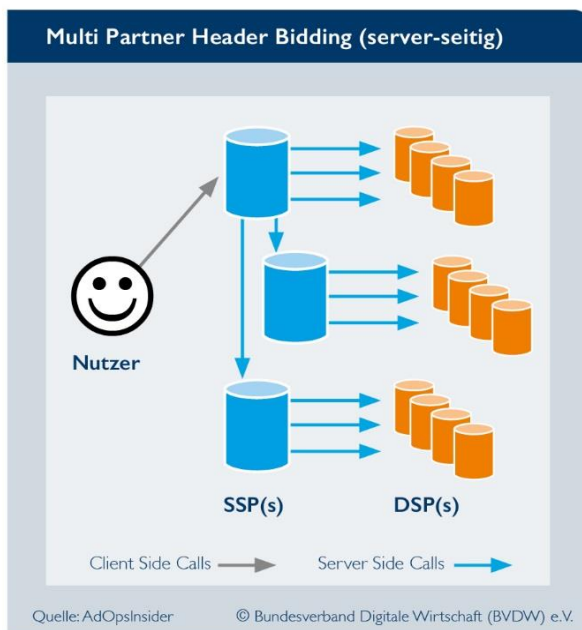 Multi Partner Header Bidding (server-seitig)
Nutzer
SSP(s) DSP(s)
Client Side Calls Server Side Calls
Quelle: AdOpsInsider © Bundesverband Digitale Wirtschaft (BVDW) e.V.